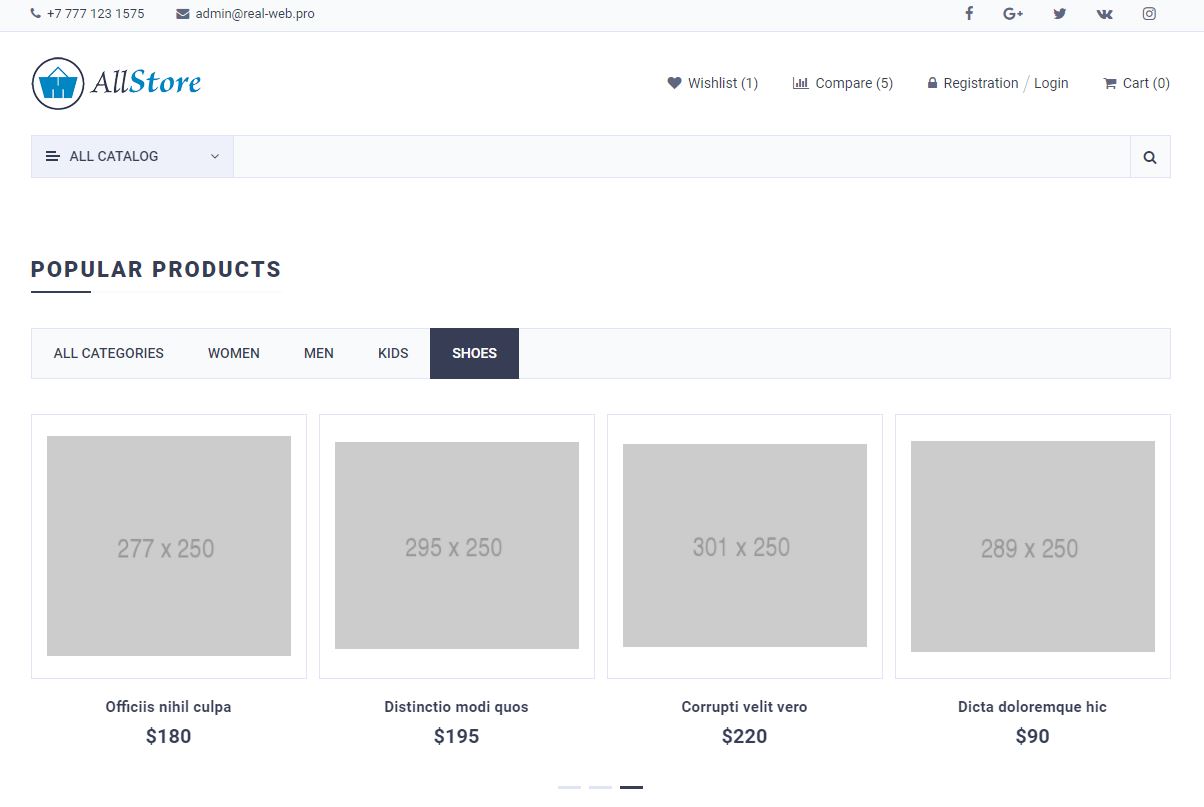 +7 777 123 1575 admin@real-web.pro
AllStore
Wishlist (1) Compare (5) Registration / Login Cart (0)
ALL CATALOG
POPULAR PRODUCTS
ALL CATEGORIES WOMEN MEN KIDS SHOES
277 x 250 295 x 250 301 x 250 289 x 250
Officiis nihil culpa Distinctio modi quos Corrupti velit vero Dicta doloremque hic
$180 $195 $220 $90